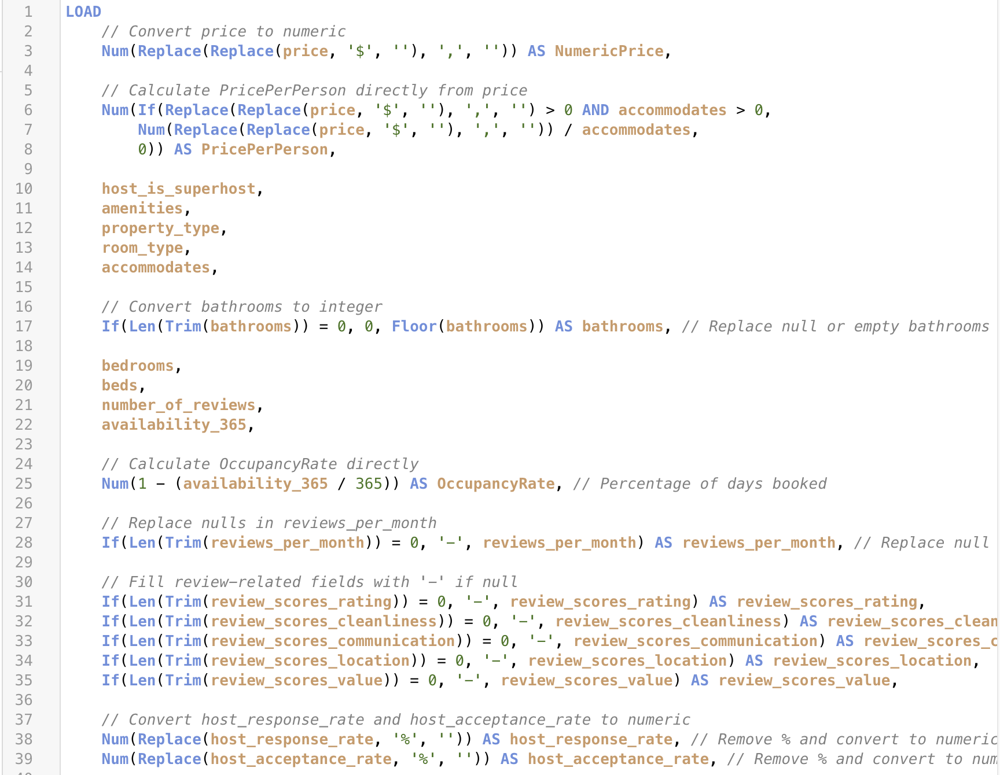 1 LOAD
2 // Convert price to numeric
3 Num(Replace(Replace(price, '$', ''), ',', '')) AS NumericPrice,
4
5 // Calculate PricePerPerson directly from price
6 Num(If(Replace(Replace(price, '$', ''), ',', '') > 0 AND accommodates > 0,
7 Num(Replace(Replace(price, '$', ''), ',', '')) / accommodates,
8 0)) AS PricePerPerson,
9
10 host_is_superhost,
11 amenities,
12 property_type,
13 room_type,
14 accommodates,
15
16 // Convert bathrooms to integer
17 If(Len(Trim(bathrooms)) = 0, 0, Floor(bathrooms)) AS bathrooms, // Replace null or empty bathrooms
18
19 bedrooms,
20 beds,
21 number_of_reviews,
22 availability_365,
23
24 // Calculate OccupancyRate directly
25 Num(1 - (availability_365 / 365)) AS OccupancyRate, // Percentage of days booked
26
27 // Replace nulls in reviews_per_month
28 If(Len(Trim(reviews_per_month)) = 0, '-', reviews_per_month) AS reviews_per_month, // Replace null
29
30 // Fill review-related fields with '-' if null
31 If(Len(Trim(review_scores_rating)) = 0, '-', review_scores_rating) AS review_scores_rating,
32 If(Len(Trim(review_scores_cleanliness)) = 0, '-', review_scores_cleanliness) AS review_scores_clean
33 If(Len(Trim(review_scores_communication)) = 0, '-', review_scores_communication) AS review_scores_c
34 If(Len(Trim(review_scores_location)) = 0, '-', review_scores_location) AS review_scores_location,
35 If(Len(Trim(review_scores_value)) = 0, '-', review_scores_value) AS review_scores_value,
36
37 // Convert host_response_rate and host_acceptance_rate to numeric
38 Num(Replace(host_response_rate, '%', '')) AS host_response_rate, // Remove % and convert to numeric
39 Num(Replace(host_acceptance_rate, '%', '')) AS host_acceptance_rate, // Remove % and convert to num